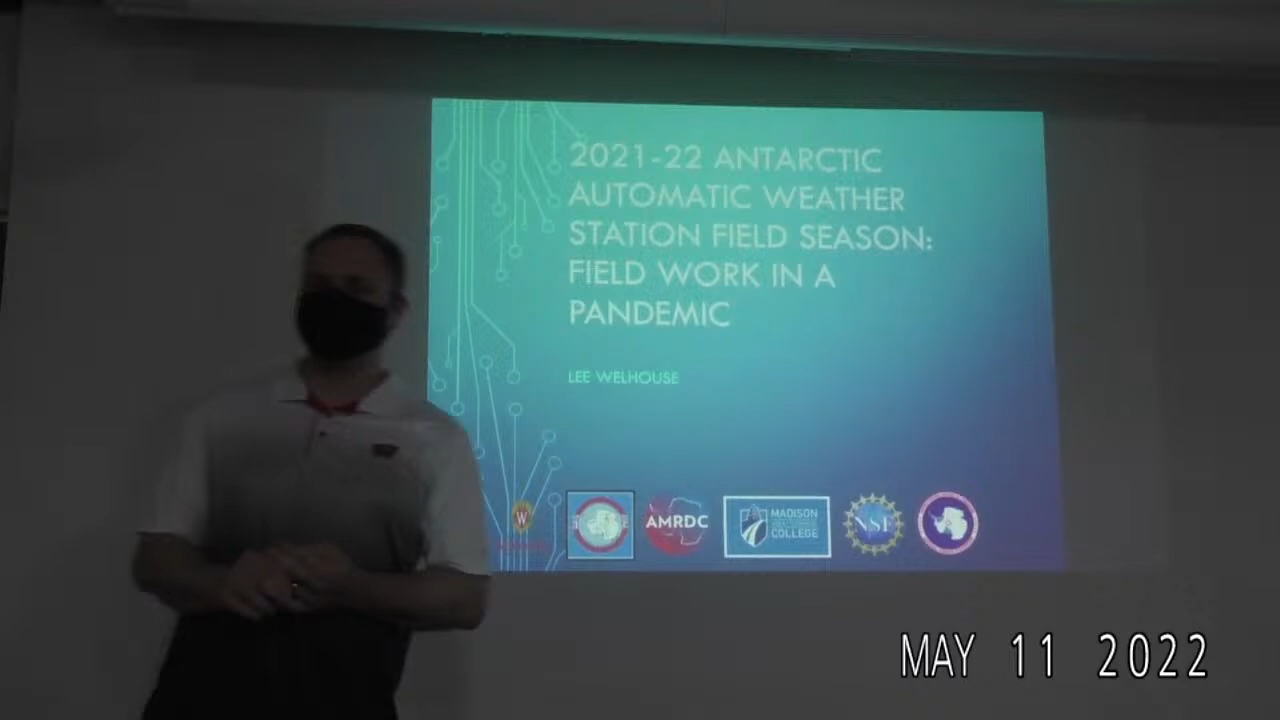 2021-22 ANTARCTIC
AUTOMATIC WEATHER
STATION FIELD SEASON:
FIELD WORK IN A
PANDEMIC
LEE WELHOUSE
W
AMRDC
MADISON
COLLEGE
NSF
MAY 11 2022